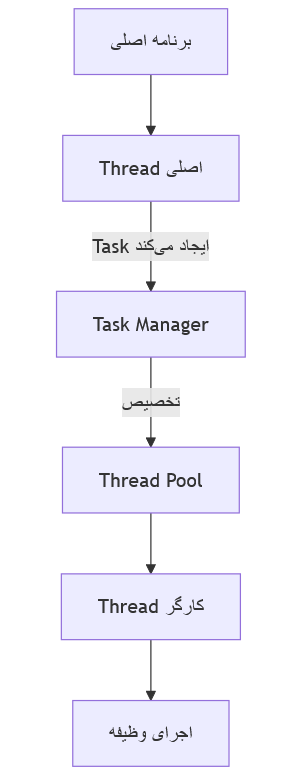 برنامه اصلی
Thread اصلی
ایجاد می‌کند Task
Task Manager
تخصیص
Thread Pool
Thread کارگر
اجرای وظیفه